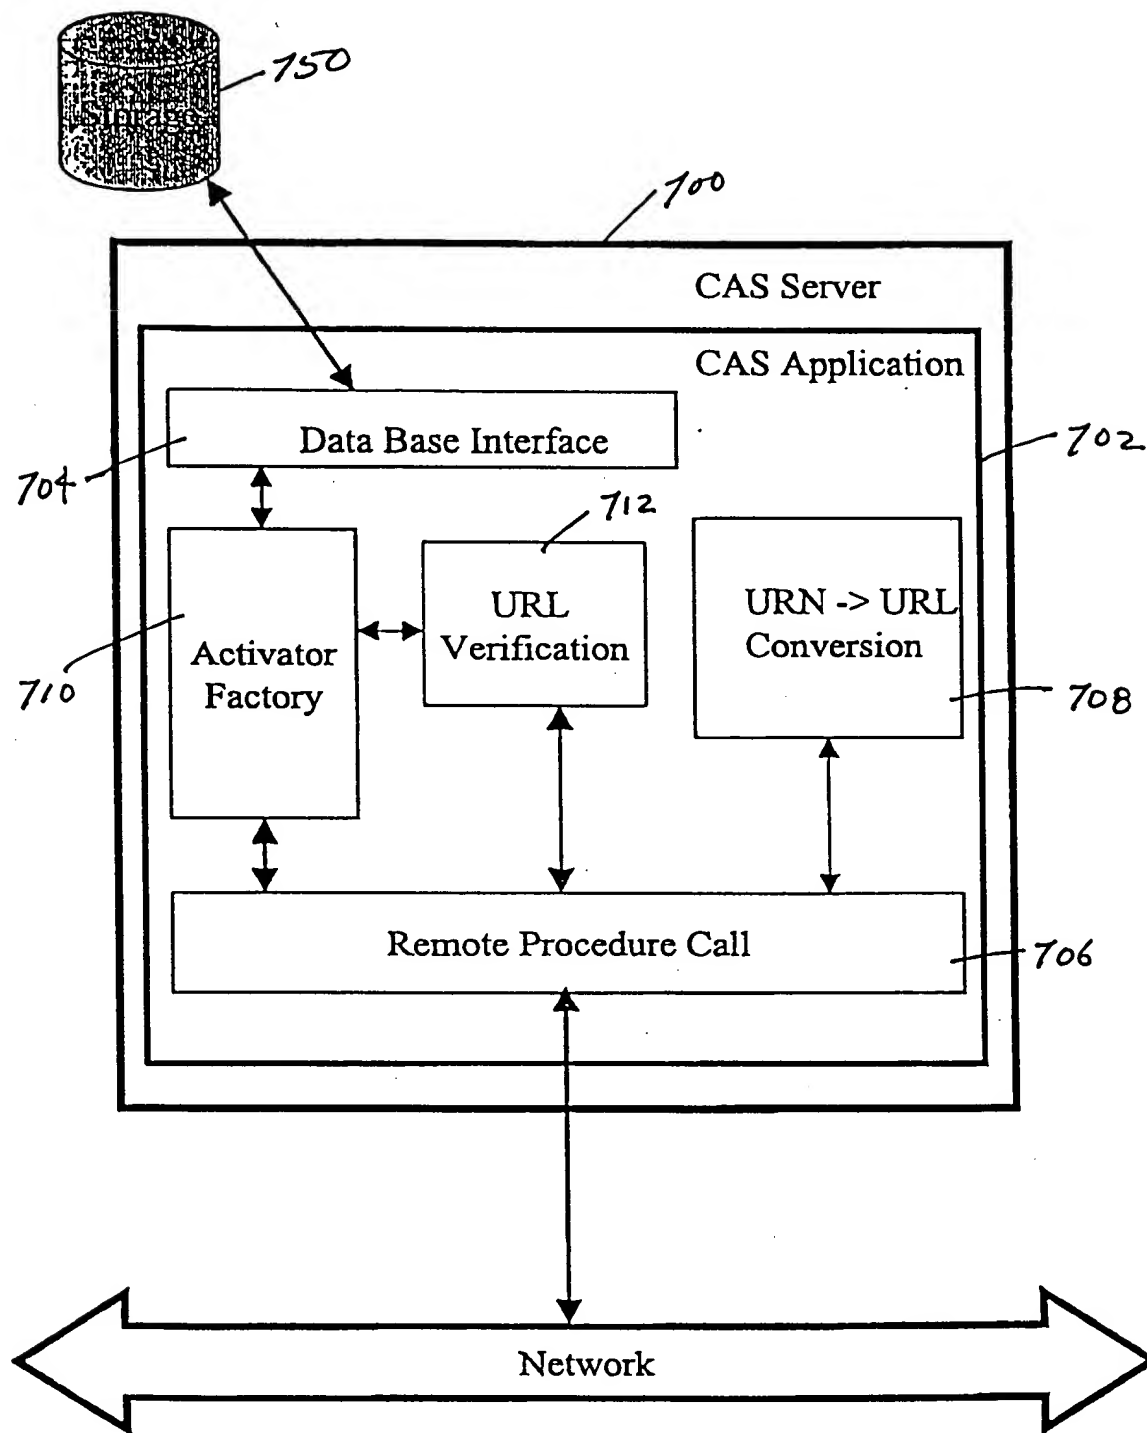 750
Storage
700
CAS Server
CAS Application
702
Data Base Interface
704
712
URL
Verification
URN -> URL
Conversion
Activator
Factory
710
708
Remote Procedure Call
706
Network